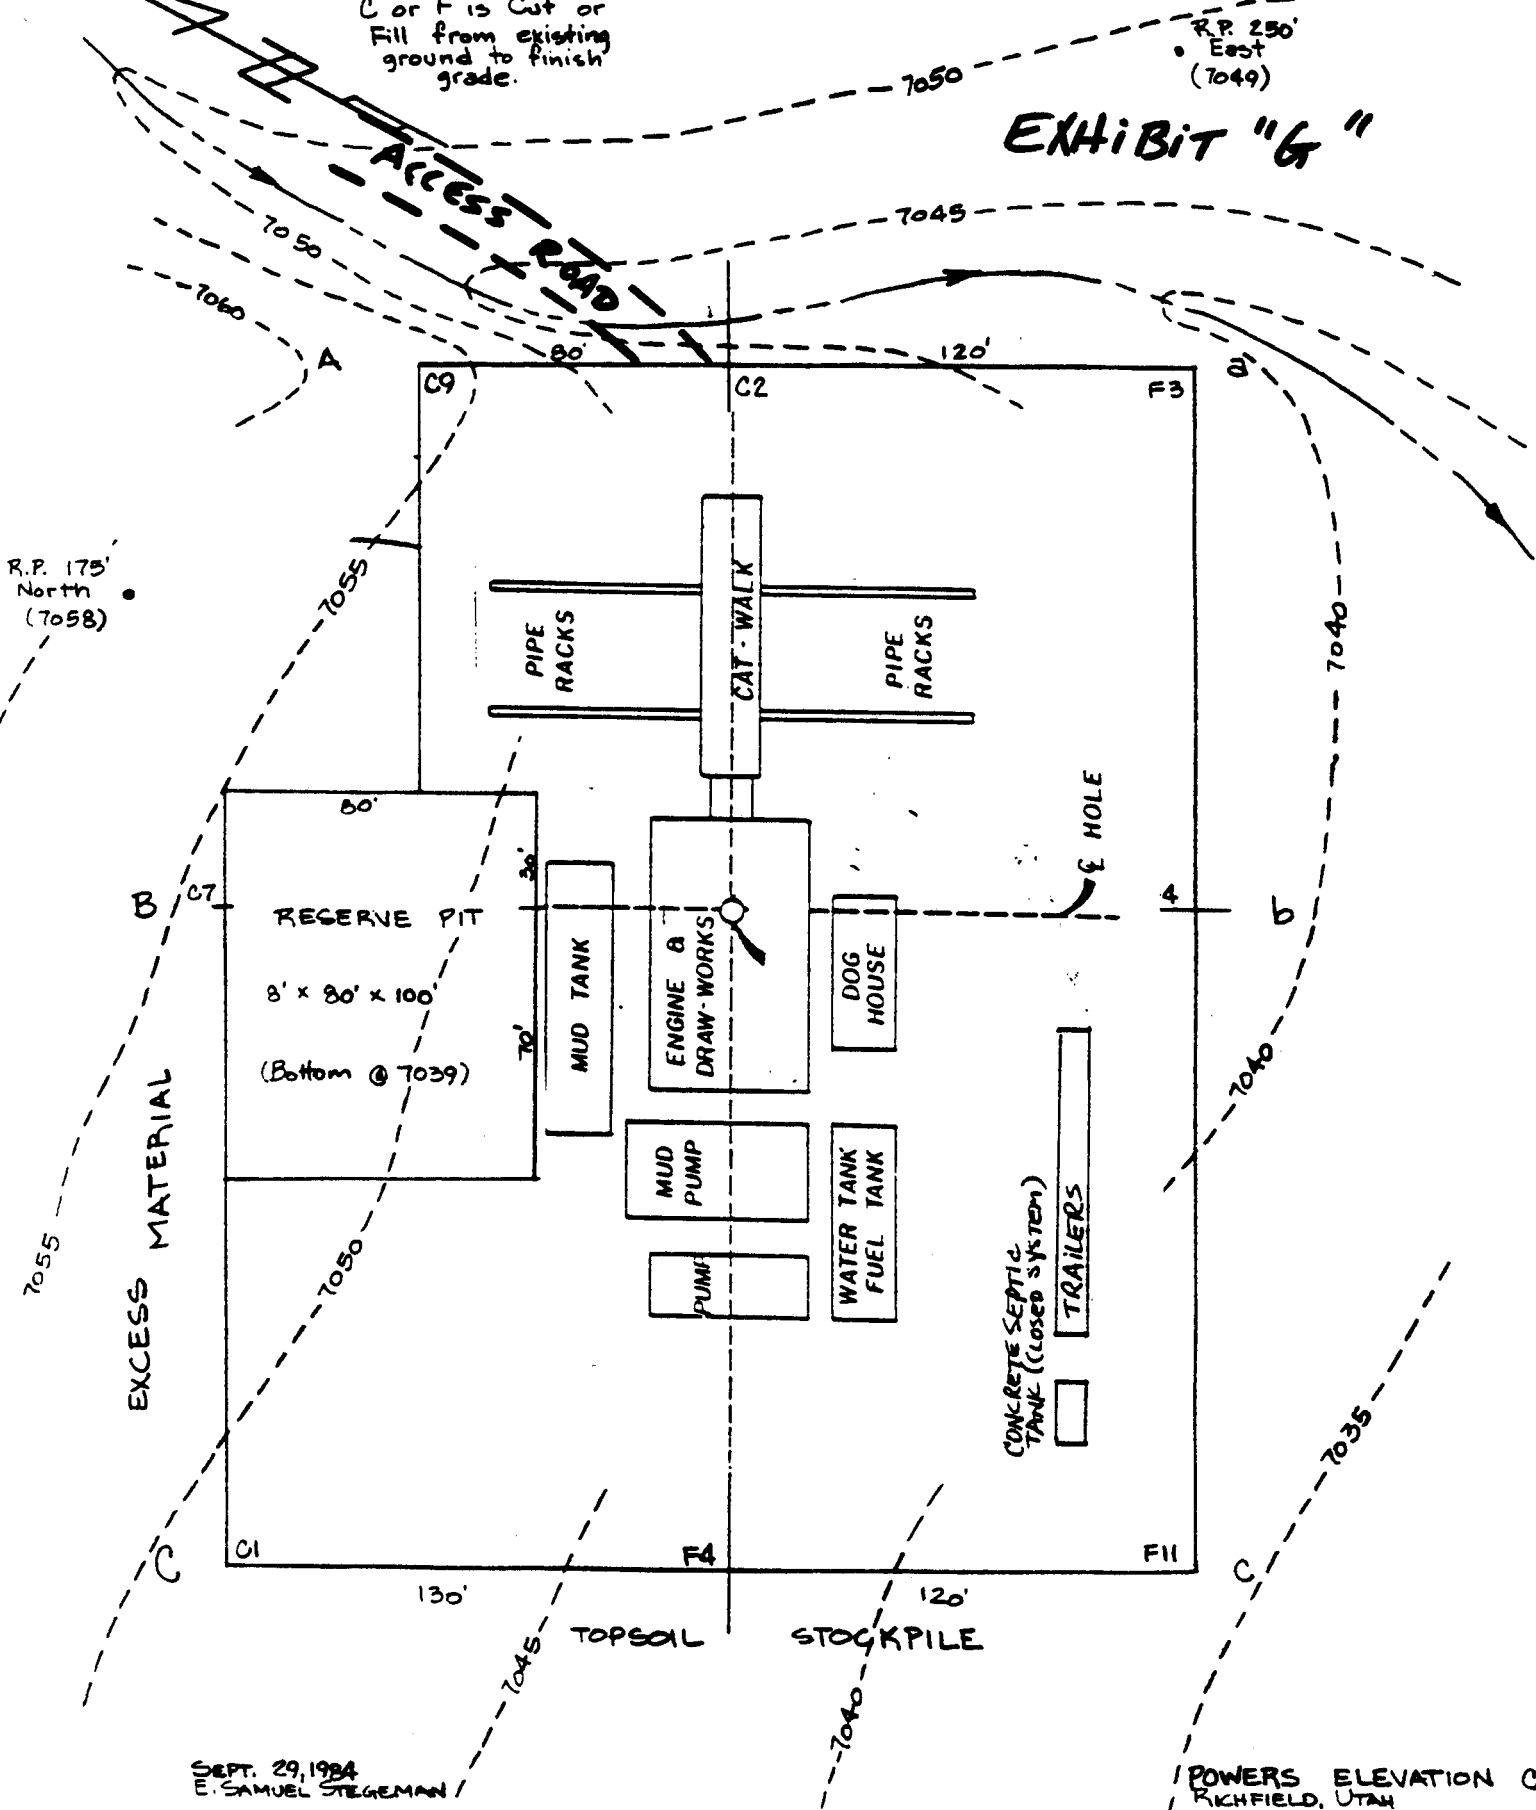 C or F is Cut or
Fill from existing
ground to finish
grade.
R.P. 250'
East
(7049)
7050
EXHIBIT "G"
ACCESS ROAD
7050
7045
7060
A
80'
120'
a
C9
C2
F3
R.P. 175'
North
(7058)
7055
PIPE
RACKS
CAT-WALK
PIPE
RACKS
7040
80'
30'
℄ HOLE
B
C7
RESERVE PIT
8' x 80' x 100'
(Bottom @ 7039)
70'
MUD TANK
ENGINE &
DRAW-WORKS
DOG
HOUSE
4
b
7040
EXCESS MATERIAL
7055
7050
MUD
PUMP
PUMP
WATER TANK
FUEL TANK
CONCRETE SEPTIC
TANK (CLOSED SYSTEM)
TRAILERS
7035
C
C1
F4
F11
C
130'
120'
TOPSOIL STOCKPILE
7045
7040
SEPT. 29, 1984
E. SAMUEL STEGEMAN
POWERS ELEVATION
RICHFIELD, UTAH